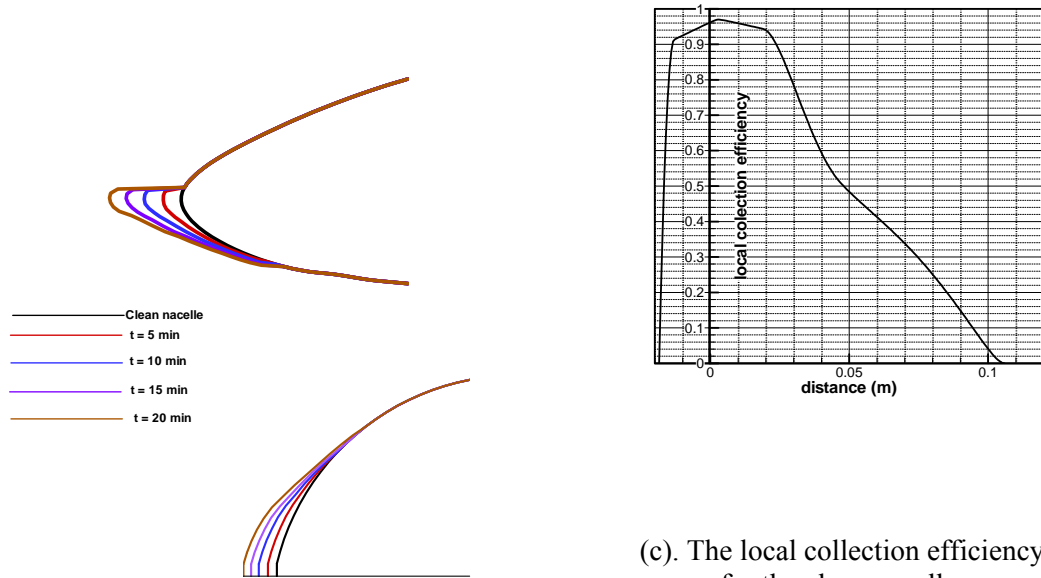 Clean nacelle
t = 5 min
t = 10 min
t = 15 min
t = 20 min
1
0.9
0.8
0.7
0.6
0.5
0.4
0.3
0.2
0.1
0
local colection efficiency
0 0.05 0.1
distance (m)
(c). The local collection efficiency